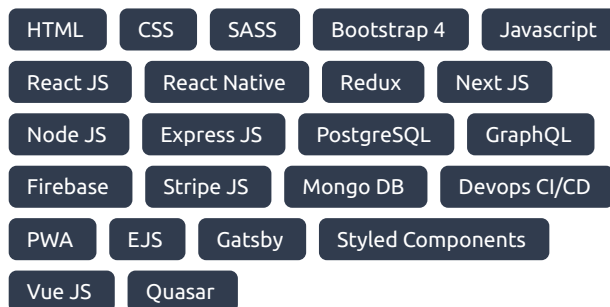 HTML CSS SASS Bootstrap 4 Javascript
React JS React Native Redux Next JS
Node JS Express JS PostgreSQL GraphQL
Firebase Stripe JS Mongo DB Devops CI/CD
PWA EJS Gatsby Styled Components
Vue JS Quasar